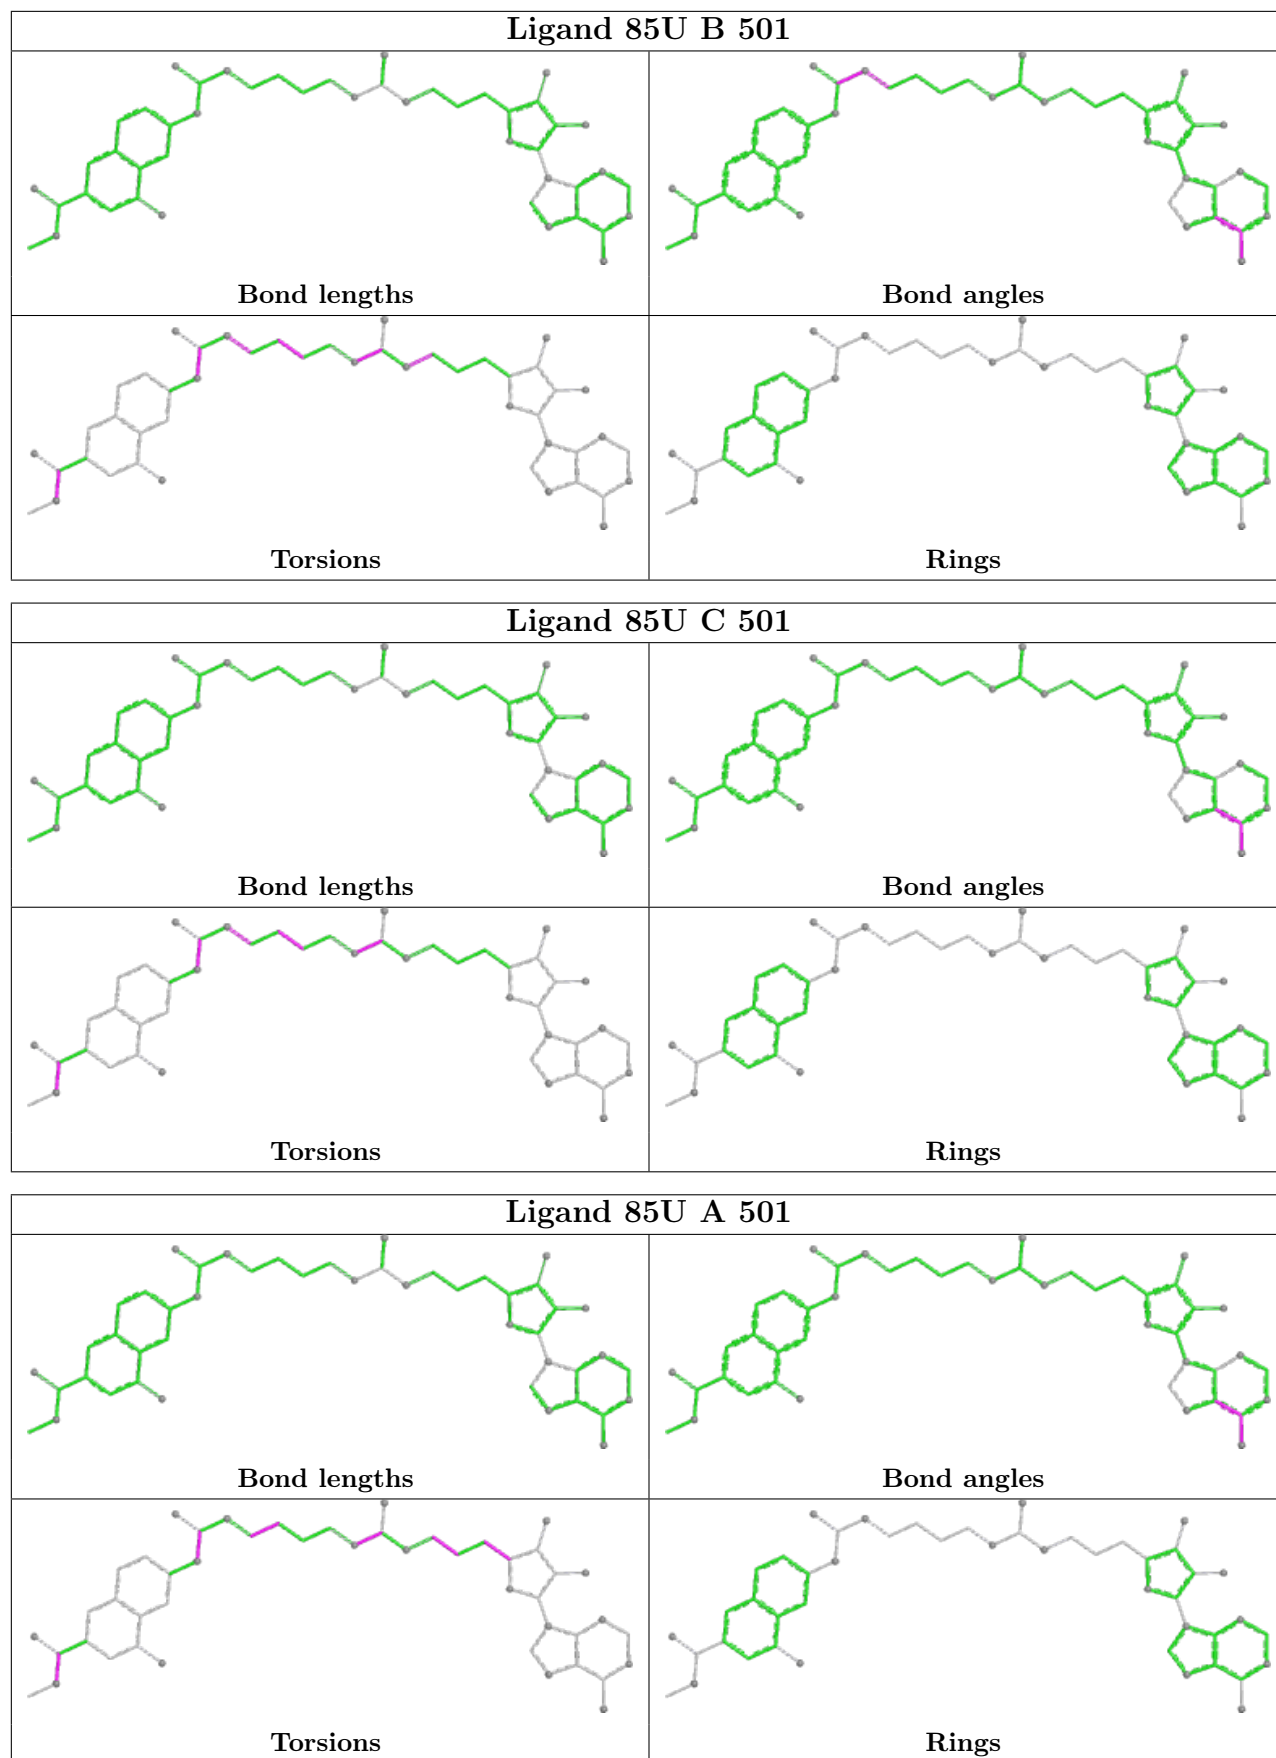 Ligand 85U B 501
Bond lengths
Bond angles
Torsions
Rings
Ligand 85U C 501
Bond lengths
Bond angles
Torsions
Rings
Ligand 85U A 501
Bond lengths
Bond angles
Torsions
Rings